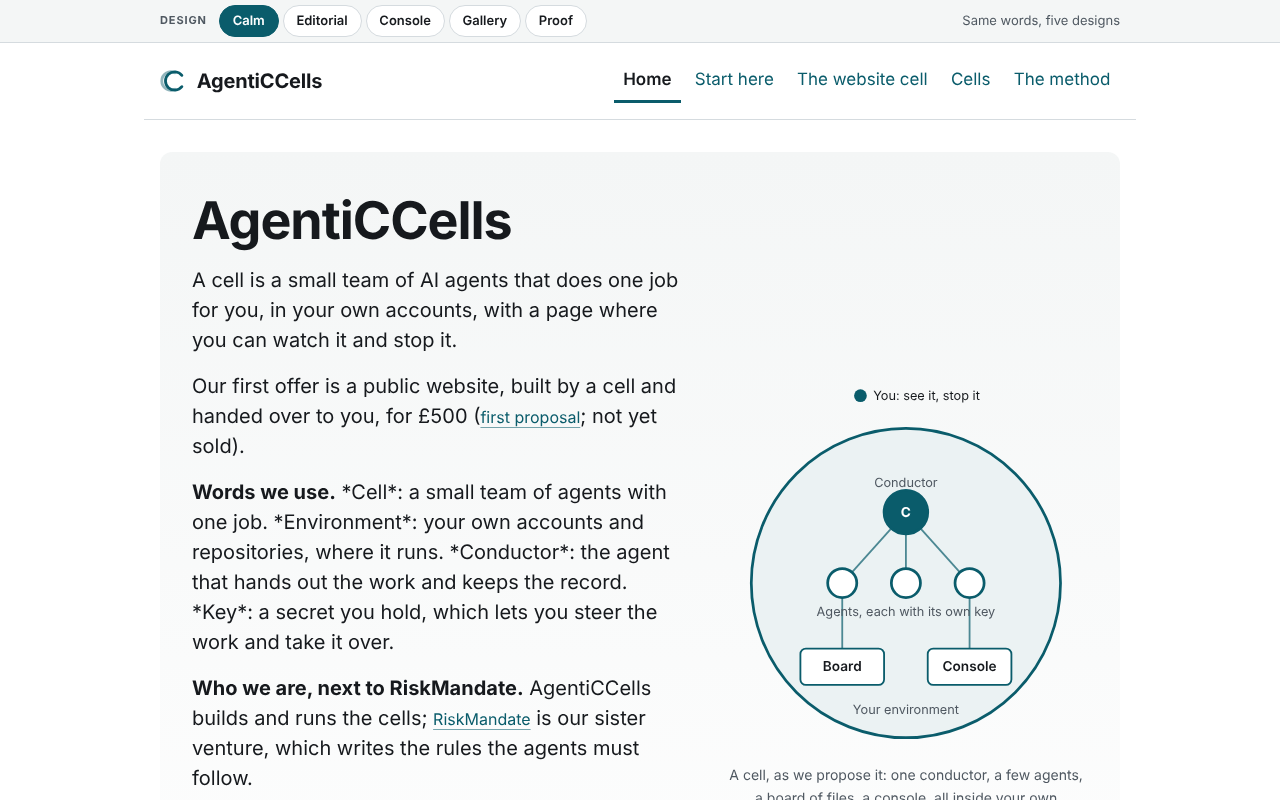 DESIGN Calm Editorial Console Gallery Proof Same words, five designs
AgentiCCells Home Start here The website cell Cells The method
AgentiCCells
A cell is a small team of AI agents that does one job
for you, in your own accounts, with a page where
you can watch it and stop it.
Our first offer is a public website, built by a cell and
handed over to you, for £500 (first proposal; not yet
sold).
Words we use. *Cell*: a small team of agents with
one job. *Environment*: your own accounts and
repositories, where it runs. *Conductor*: the agent
that hands out the work and keeps the record.
*Key*: a secret you hold, which lets you steer the
work and take it over.
Who we are, next to RiskMandate. AgentiCCells
builds and runs the cells; RiskMandate is our sister
venture, which writes the rules the agents must
follow.
You: see it, stop it
Conductor
C
Agents, each with its own key
Board Console
Your environment
A cell, as we propose it: one conductor, a few agents,
a board of files, a console, all inside your own